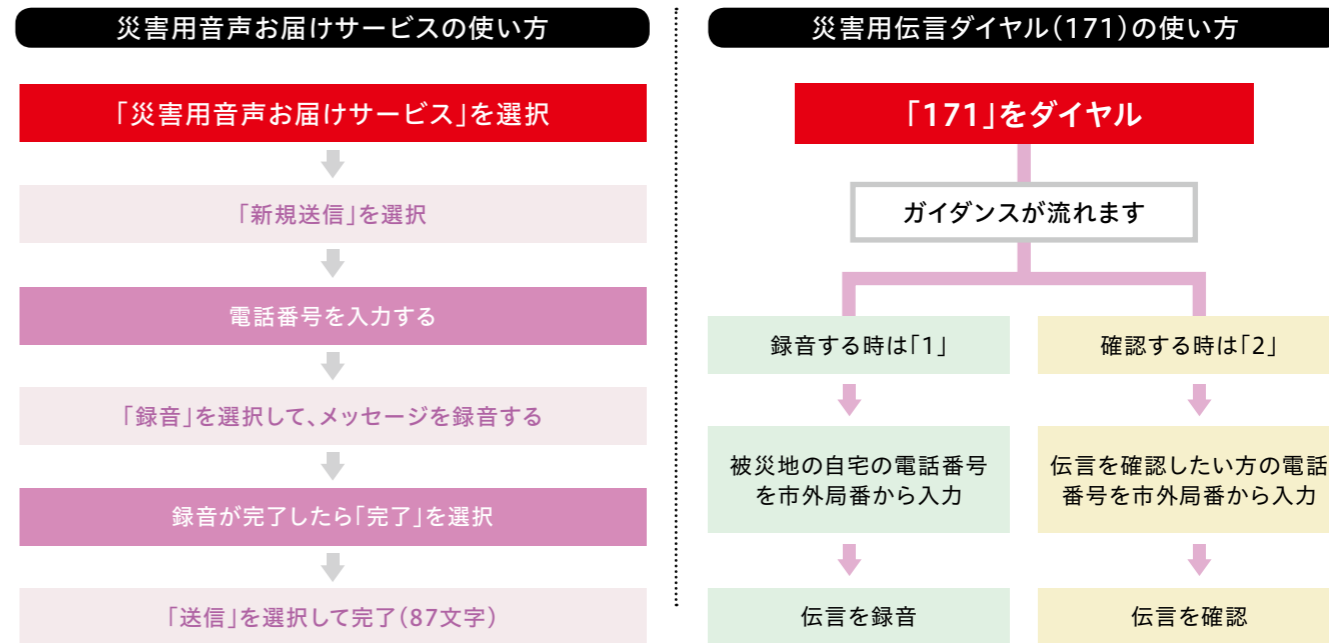 災害用音声お届けサービスの使い方
「災害用音声お届けサービス」を選択
「新規送信」を選択
電話番号を入力する
「録音」を選択して、メッセージを録音する
録音が完了したら「完了」を選択
「送信」を選択して完了(87文字)
災害用伝言ダイヤル(171)の使い方
「171」をダイヤル
ガイダンスが流れます
録音する時は「1」
被災地の自宅の電話番号
を市外局番から入力
伝言を録音
確認する時は「2」
伝言を確認したい方の電話
番号を市外局番から入力
伝言を確認